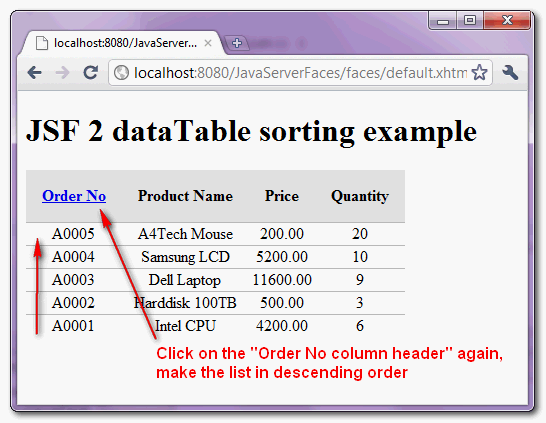 localhost:8080/JavaServer...
localhost:8080/JavaServerFaces/faces/default.xhtm
JSF 2 dataTable sorting example
Order No Product Name Price Quantity
A0005 A4Tech Mouse 200.00 20
A0004 Samsung LCD 5200.00 10
A0003 Dell Laptop 11600.00 9
A0002 Harddisk 100TB 500.00 3
A0001 Intel CPU 4200.00 6
Click on the "Order No column header" again,
make the list in descending order